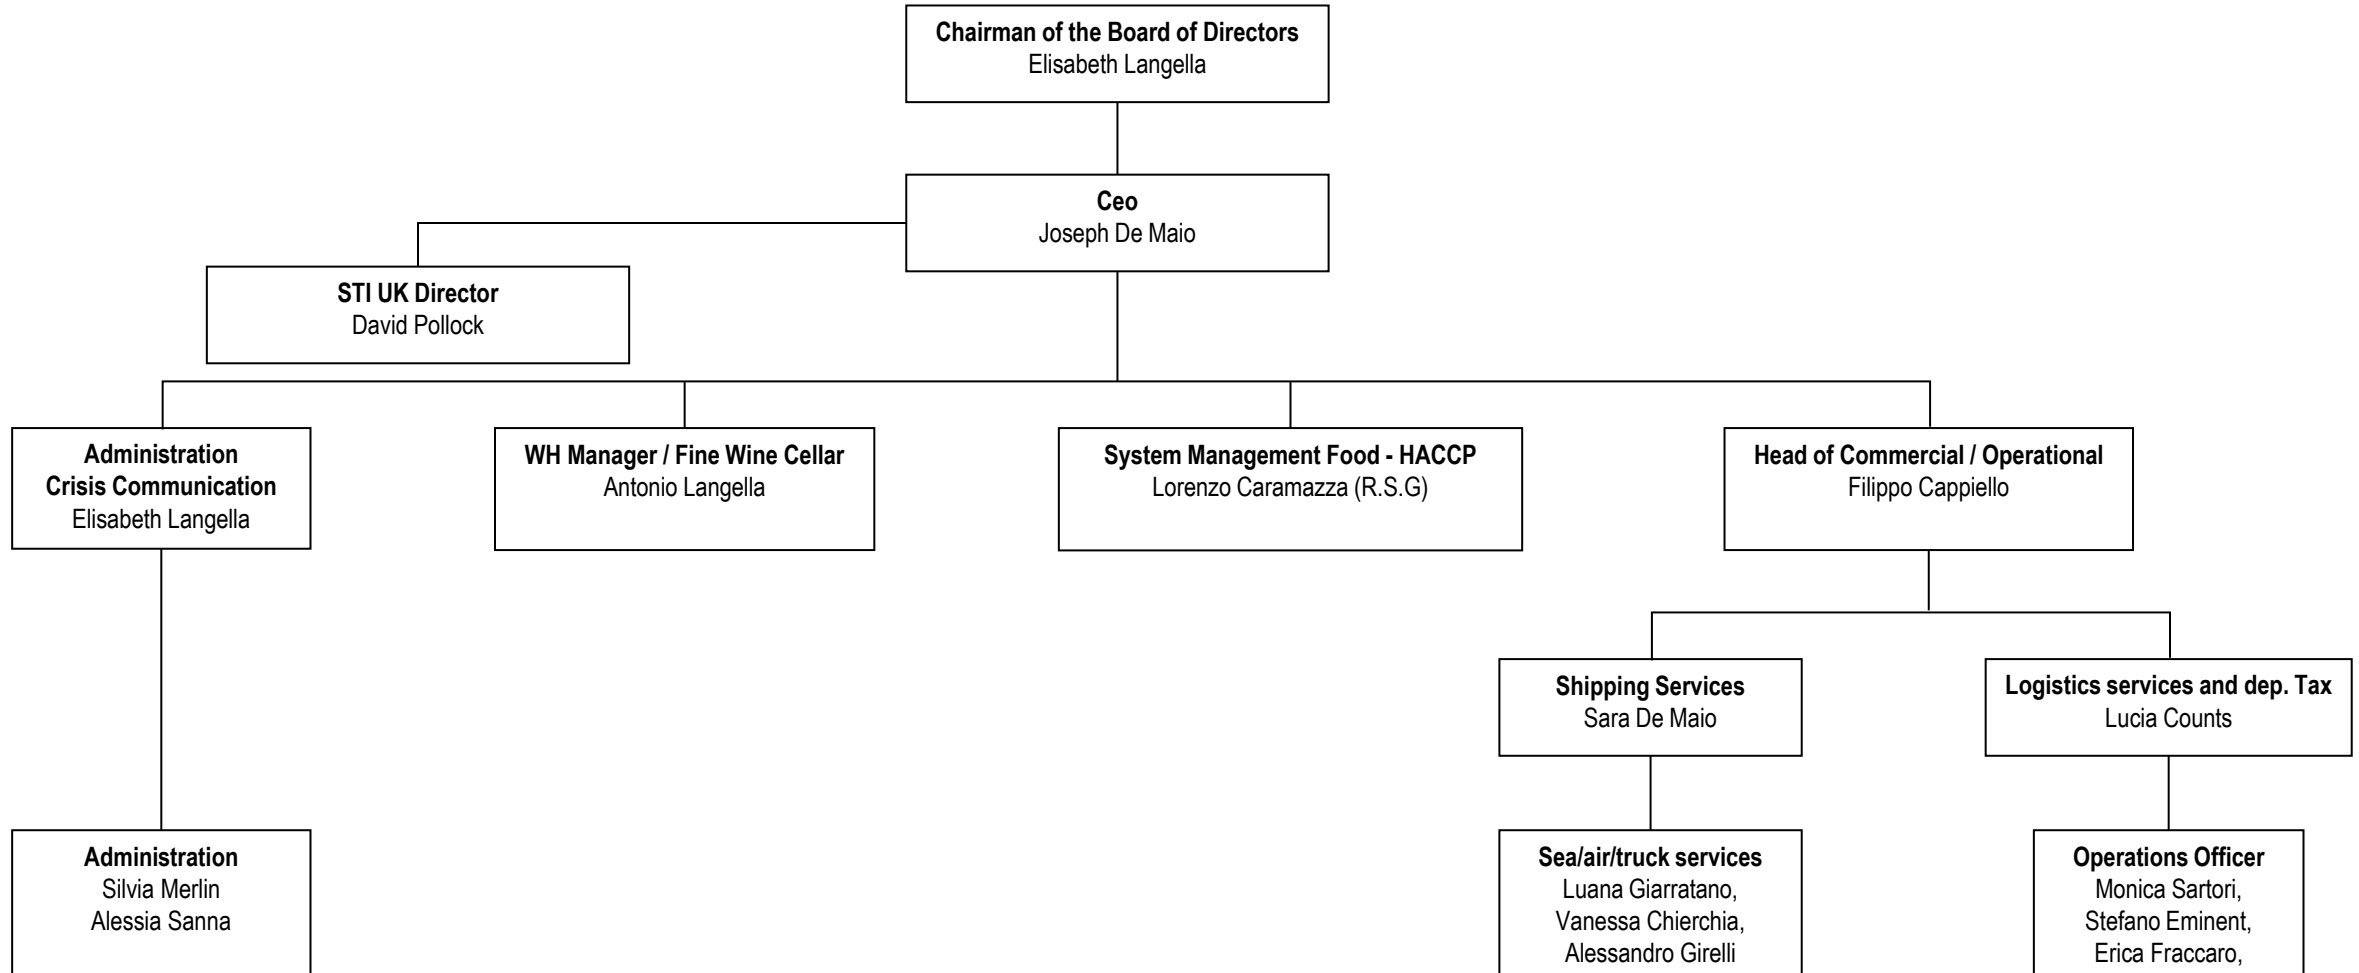 Chairman of the Board of Directors
Elisabeth Langella
Ceo
Joseph De Maio
STI UK Director
David Pollock
Administration
Crisis Communication
Elisabeth Langella
WH Manager / Fine Wine Cellar
Antonio Langella
System Management Food - HACCP
Lorenzo Caramazza (R.S.G)
Head of Commercial / Operational
Filippo Cappiello
Shipping Services
Sara De Maio
Logistics services and dep. Tax
Lucia Counts
Administration
Silvia Merlin
Alessia Sanna
Sea/air/truck services
Luana Giarratano,
Vanessa Chierchia,
Alessandro Girelli
Operations Officer
Monica Sartori,
Stefano Eminent,
Erica Fraccaro,